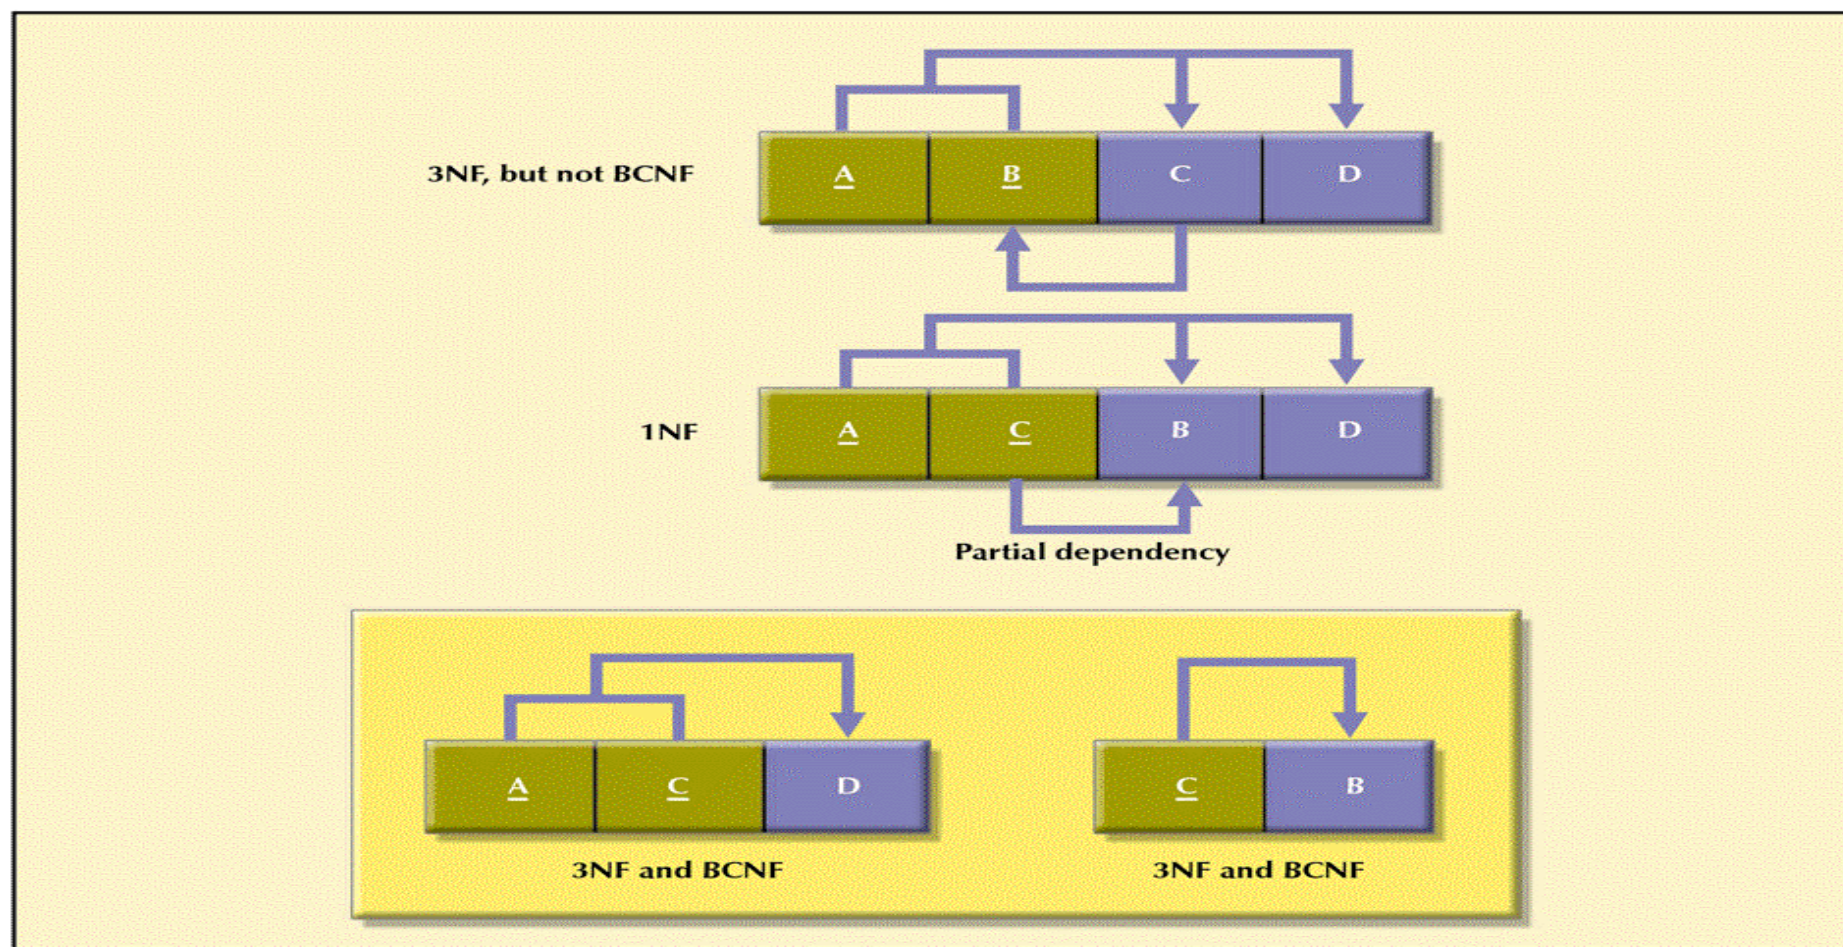 3NF, but not BCNF A B C D
1NF A C B D
Partial dependency
A C D
C B
3NF and BCNF
3NF and BCNF